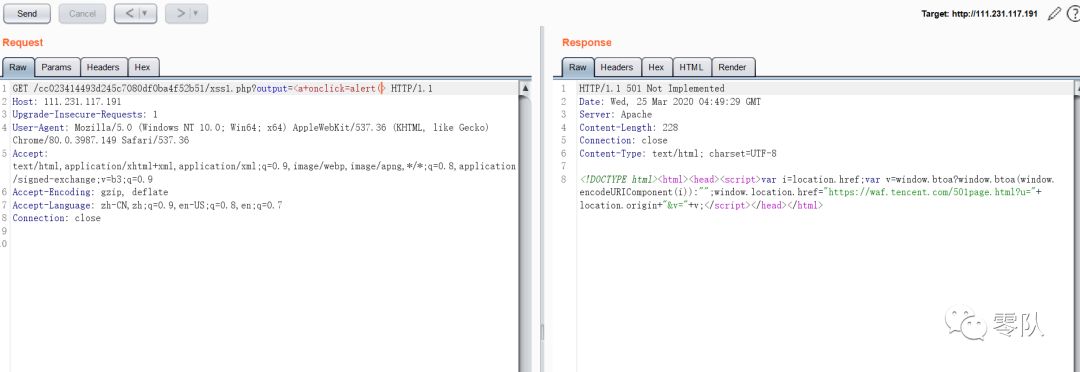 Send Cancel < > Target: http://111.231.117.191 ?
Request
Raw Params Headers Hex
1 GET /cc023414493d245c7080df0ba4f52b51/xss1.php?output=<a+onclick=alert(> HTTP/1.1
2 Host: 111.231.117.191
3 Upgrade-Insecure-Requests: 1
4 User-Agent: Mozilla/5.0 (Windows NT 10.0; Win64; x64) AppleWebKit/537.36 (KHTML, like Gecko)
Chrome/80.0.3987.149 Safari/537.36
5 Accept:
text/html,application/xhtml+xml,application/xml;q=0.9,image/webp,image/apng,*/*;q=0.8,application
/signed-exchange;v=b3;q=0.9
6 Accept-Encoding: gzip, deflate
7 Accept-Language: zh-CN,zh;q=0.9,en-US;q=0.8,en;q=0.7
8 Connection: close
9
0
Response
Raw Headers Hex HTML Render
1 HTTP/1.1 501 Not Implemented
2 Date: Wed, 25 Mar 2020 04:49:29 GMT
3 Server: Apache
4 Content-Length: 228
5 Connection: close
6 Content-Type: text/html; charset=UTF-8
7
8 <!DOCTYPE html><html><head><script>var i=location.href;var v=window.btoa?window.btoa(window.
encodeURIComponent(i)):"";window.location.href="https://waf.tencent.com/501page.html?u="+
location.origin+"&v="+v;</script></head></html>
零队